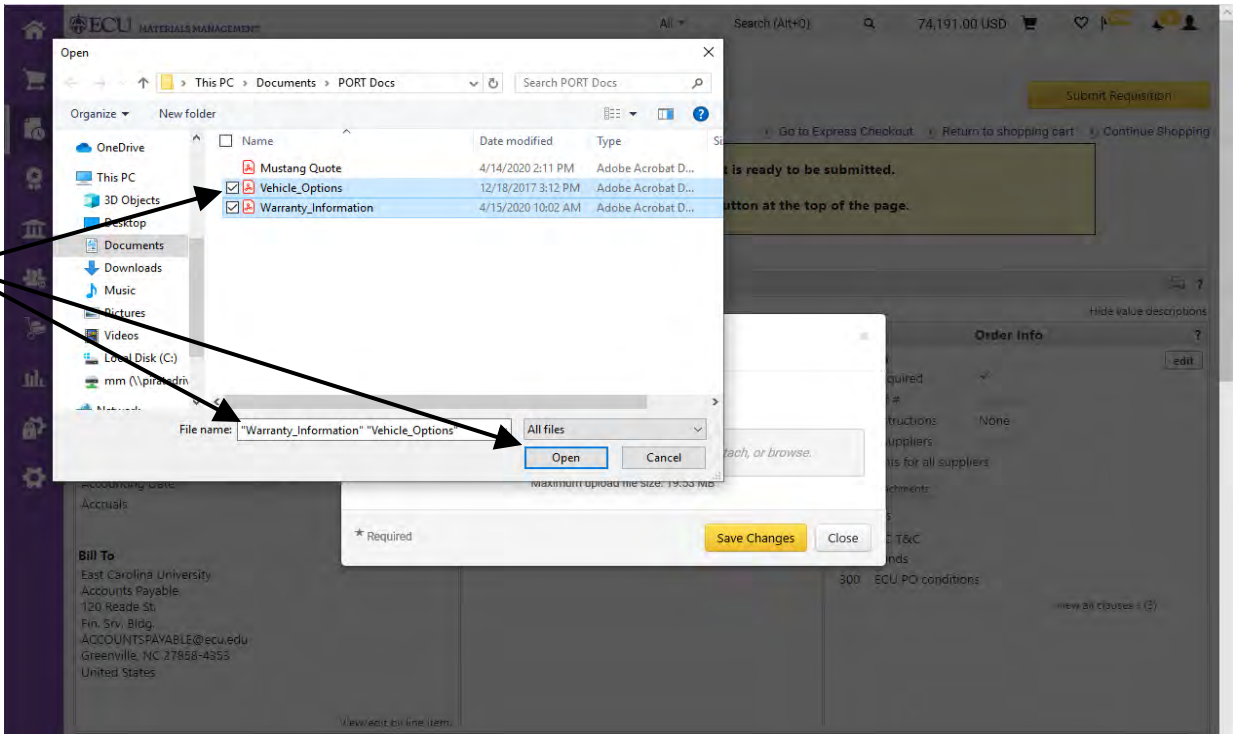 ECU MATERIALS MANAGEMENT All Search (Alt+Q) 74,191.00 USD
Open
This PC > Documents > PORT Docs Search PORT Docs
Submit Requisition
Organize New folder
Go to Express Checkout Return to shopping cart Continue Shopping
Name Date modified Type Si
OneDrive
Mustang Quote 4/14/2020 2:11 PM Adobe Acrobat D...
t is ready to be submitted.
This PC
Vehicle_Options 12/18/2017 3:12 PM Adobe Acrobat D...
3D Objects
Warranty_Information 4/15/2020 10:02 AM Adobe Acrobat D...
utton at the top of the page.
Desktop
Documents
Downloads
Music
Pictures
Hide value descriptions
Videos
Order Info ?
Local Disk (C:)
edit
mm (\\piratedriv
quired
Network
File name: "Warranty_Information" "Vehicle_Options" All files
tructions None
uppliers
Open Cancel
tach, or browse.
his for all suppliers
Accounting Date
Maximum upload file size: 19.53 MB
chments
Accruals
★ Required
Save Changes Close
C T&C
nds
Bill To
East Carolina University
300 ECU PO conditions
Accounts Payable
120 Reade St.
view all clauses (3)
Fin. Srv. Bldg.
ACCOUNTSPAYABLE@ecu.edu
Greenville, NC 27858-4353
United States
view/edit by line item